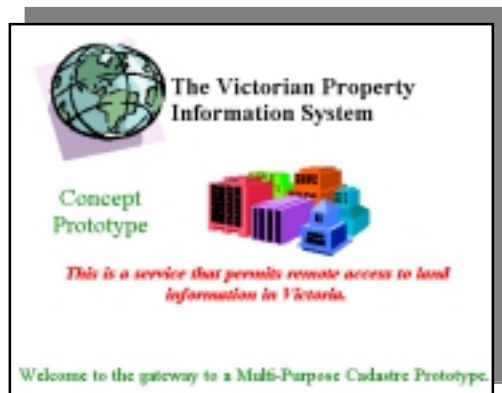 The Victorian Property
Information System
Concept
Prototype
This is a service that permits remote access to land
information in Victoria.
Welcome to the gateway to a Multi-Purpose Cadastre Prototype.